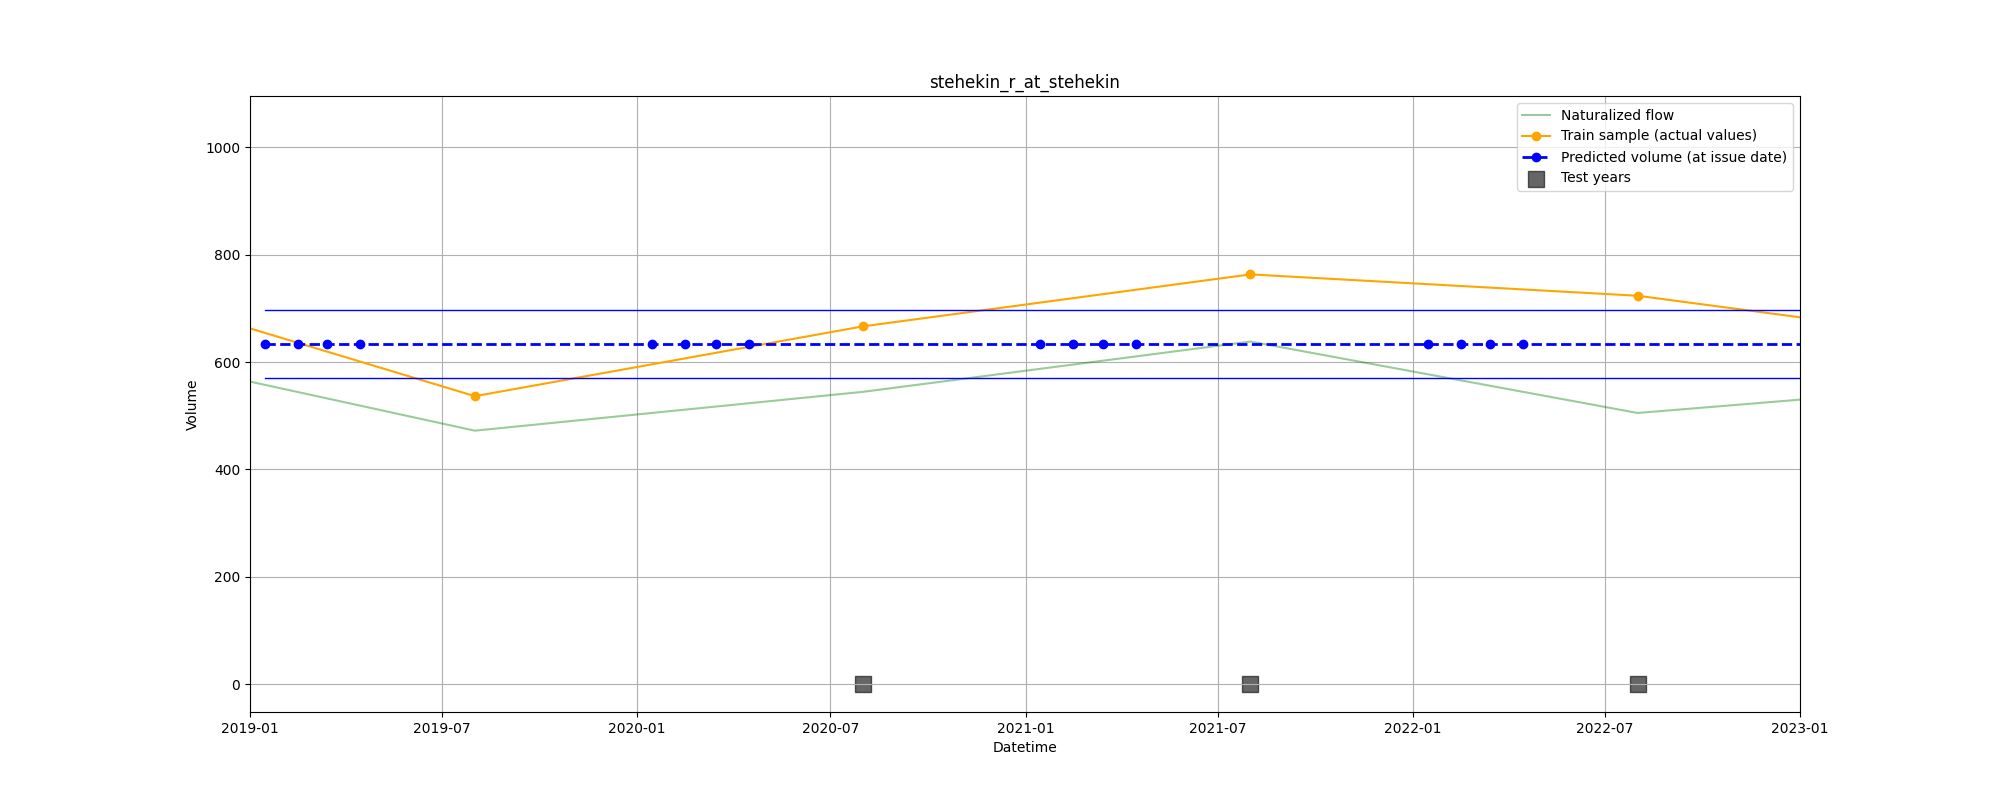 stehekin_r_at_stehekin
Naturalized flow
Train sample (actual values)
Predicted volume (at issue date)
Test years
1000
800
600
400
200
0
Volume
2019-01 2019-07 2020-01 2020-07 2021-01 2021-07 2022-01 2022-07 2023-01
Datetime